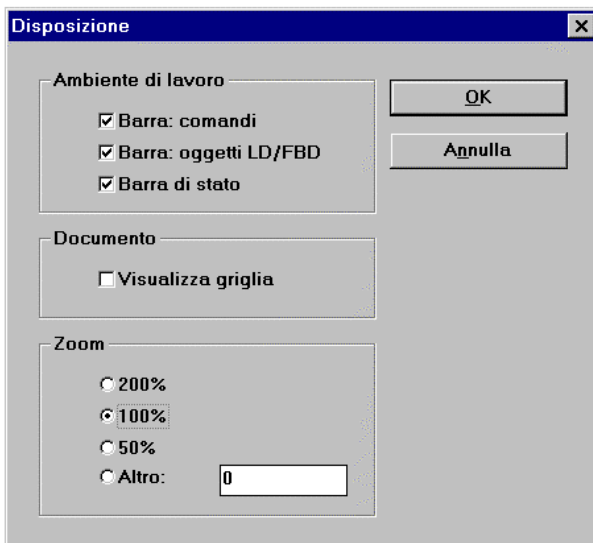 Disposizione
Ambiente di lavoro
Barra: comandi
Barra: oggetti LD/FBD
Barra di stato
OK
Annulla
Documento
Visualizza griglia
Zoom
200%
100%
50%
Altro: 0